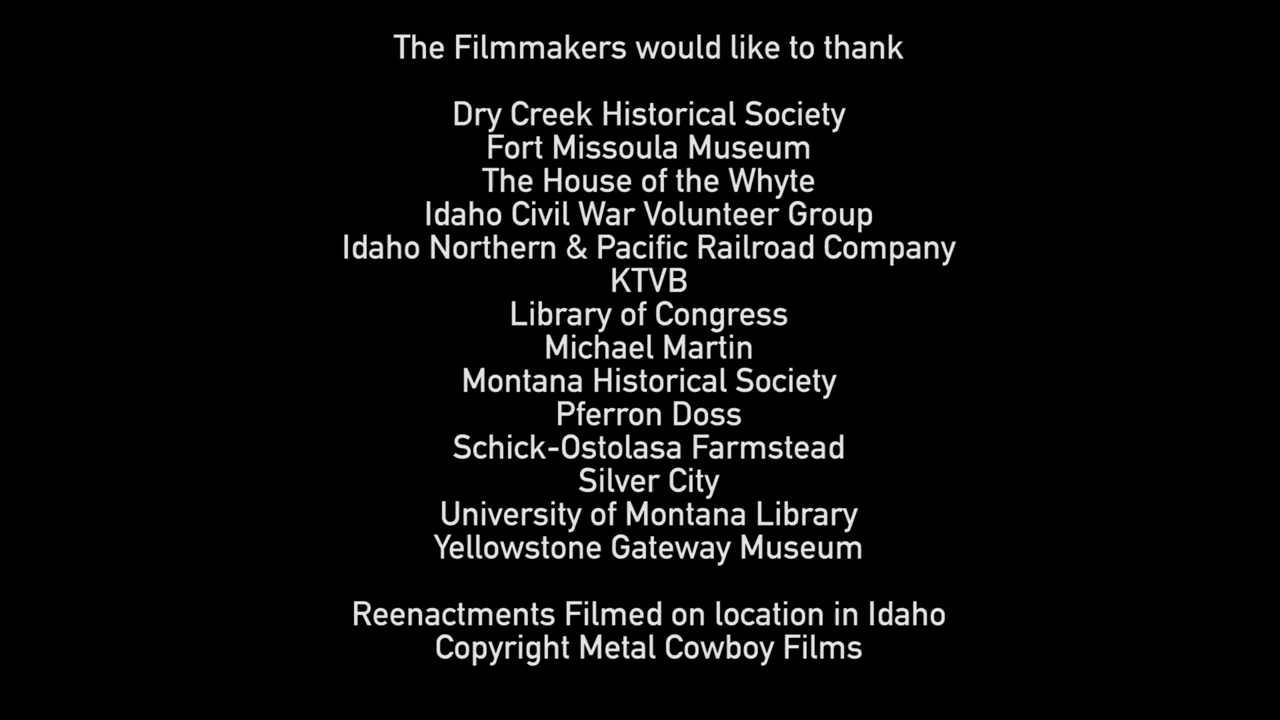 The Filmmakers would like to thank
Dry Creek Historical Society
Fort Missoula Museum
The House of the Whyte
Idaho Civil War Volunteer Group
Idaho Northern & Pacific Railroad Company
KTVB
Library of Congress
Michael Martin
Montana Historical Society
Pferron Doss
Schick-Ostolasa Farmstead
Silver City
University of Montana Library
Yellowstone Gateway Museum
Reenactments Filmed on location in Idaho
Copyright Metal Cowboy Films